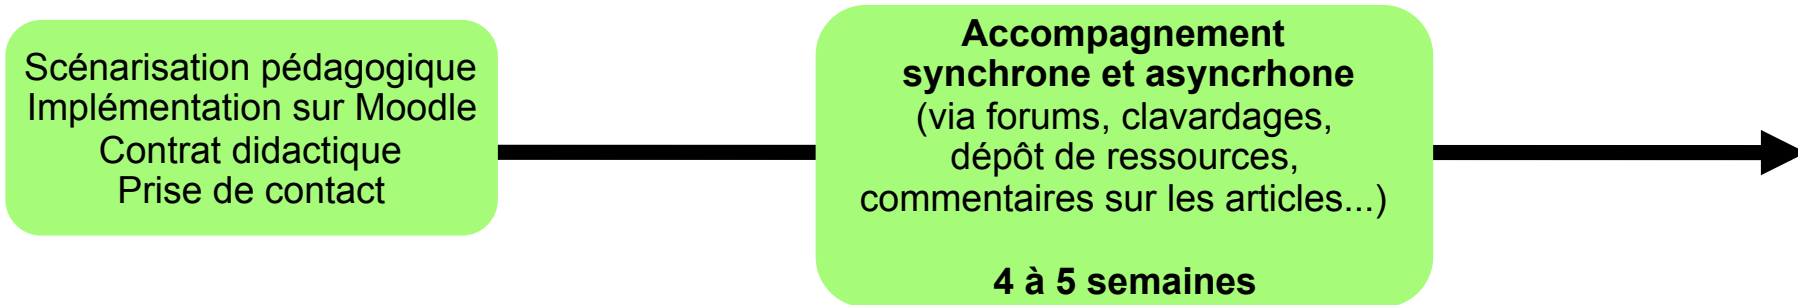 Scénarisation pédagogique
Implémentation sur Moodle
Contrat didactique
Prise de contact
Accompagnement
synchrone et asyncrhone
(via forums, clavardages,
dépôt de ressources,
commentaires sur les articles...)
4 à 5 semaines